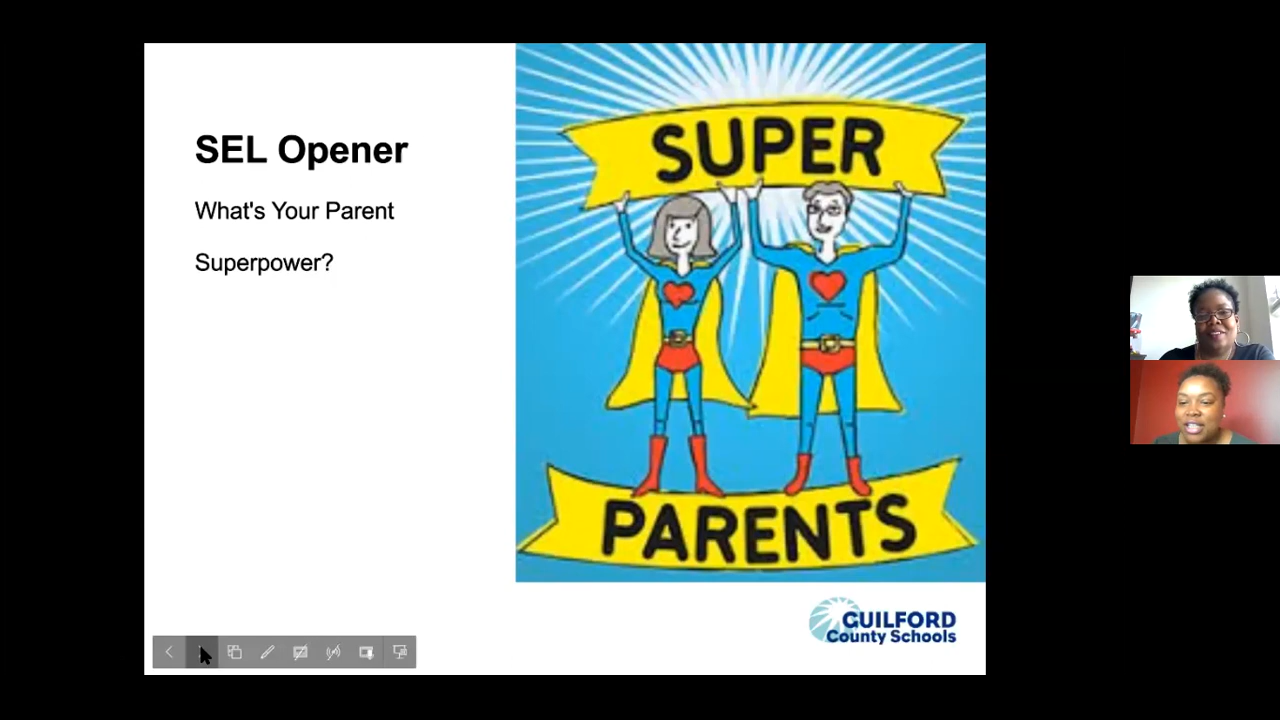 SEL Opener
What's Your Parent
Superpower?
SUPER
PARENTS
GUILFORD
County Schools